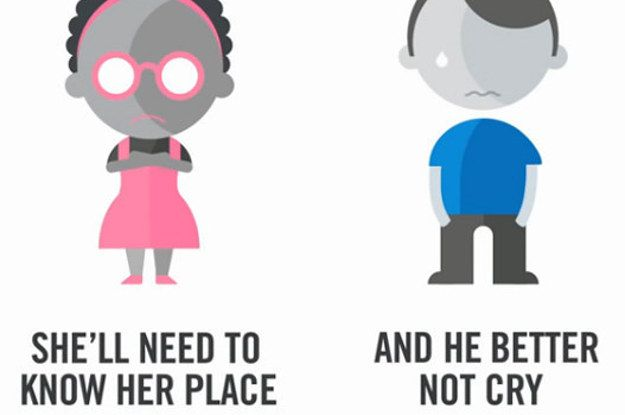 SHE'LL NEED TO
KNOW HER PLACE
AND HE BETTER
NOT CRY